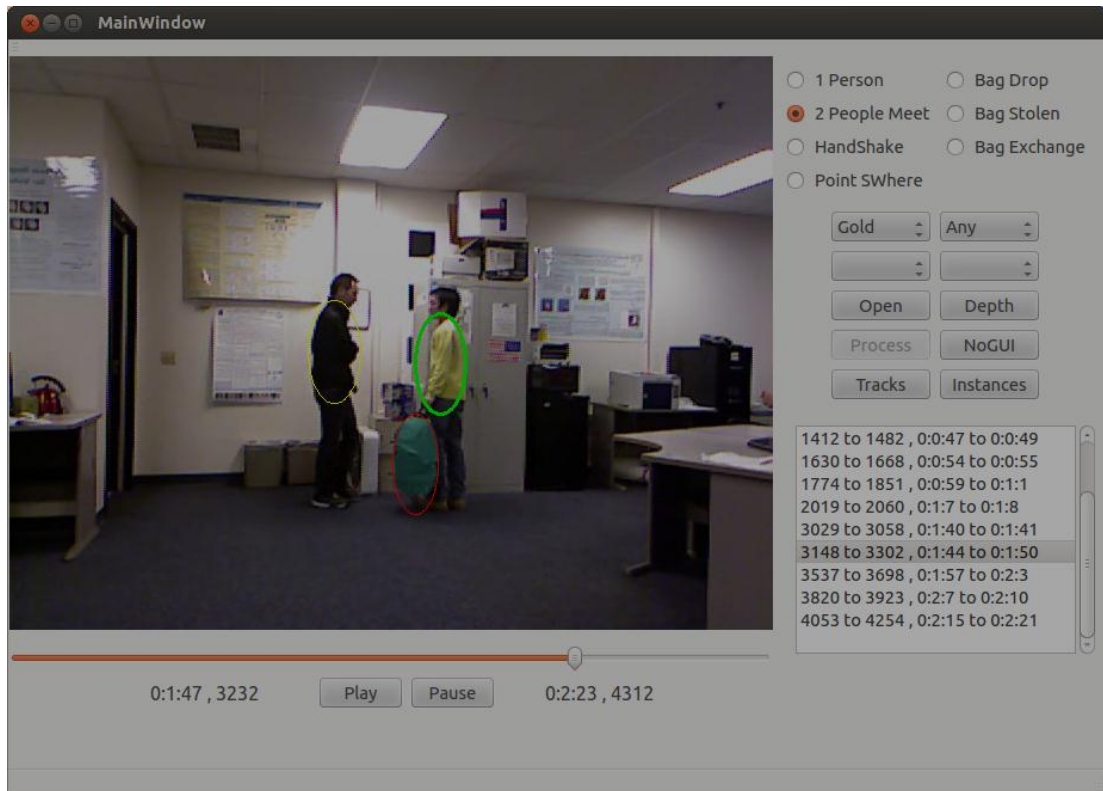 MainWindow
1 Person
Bag Drop
2 People Meet
Bag Stolen
HandShake
Bag Exchange
Point SWhere
Gold
Any
Open
Depth
Process
NoGUI
Tracks
Instances
1412 to 1482 , 0:0:47 to 0:0:49
1630 to 1668 , 0:0:54 to 0:0:55
1774 to 1851 , 0:0:59 to 0:1:1
2019 to 2060 , 0:1:7 to 0:1:8
3029 to 3058 , 0:1:40 to 0:1:41
3148 to 3302 , 0:1:44 to 0:1:50
3537 to 3698 , 0:1:57 to 0:2:3
3820 to 3923 , 0:2:7 to 0:2:10
4053 to 4254 , 0:2:15 to 0:2:21
0:1:47 , 3232
Play
Pause
0:2:23 , 4312